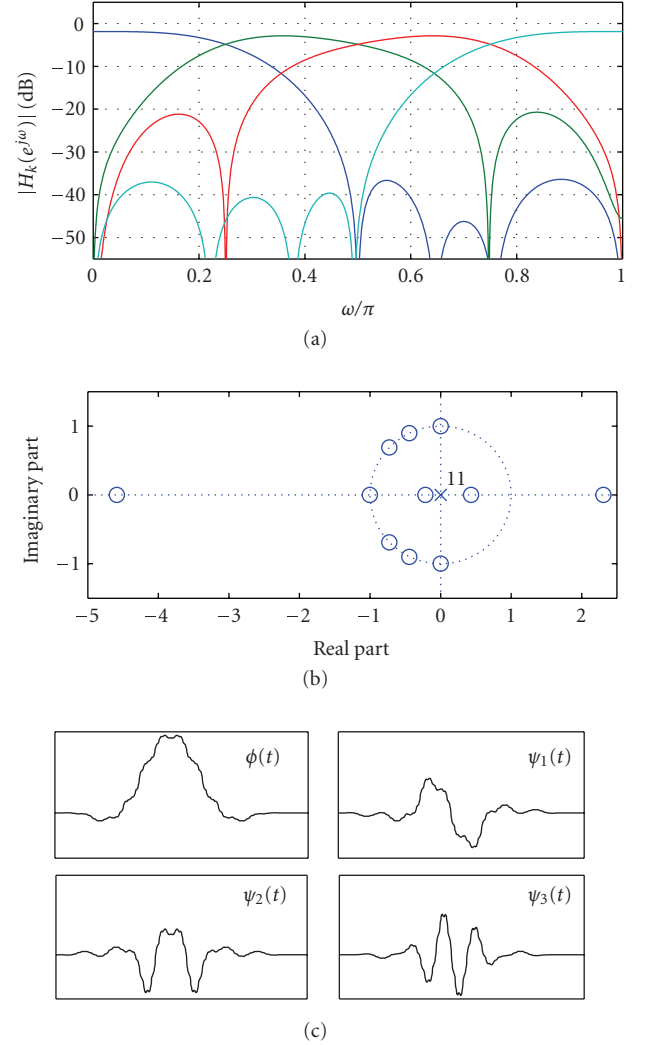 |H_k(e^{jω})| (dB)
0
−10
−20
−30
−40
−50
0 0.2 0.4 0.6 0.8 1
ω/π
(a)
Imaginary part
1
0
−1
11
−5 −4 −3 −2 −1 0 1 2
Real part
(b)
ϕ(t)
ψ₁(t)
ψ₂(t)
ψ₃(t)
(c)